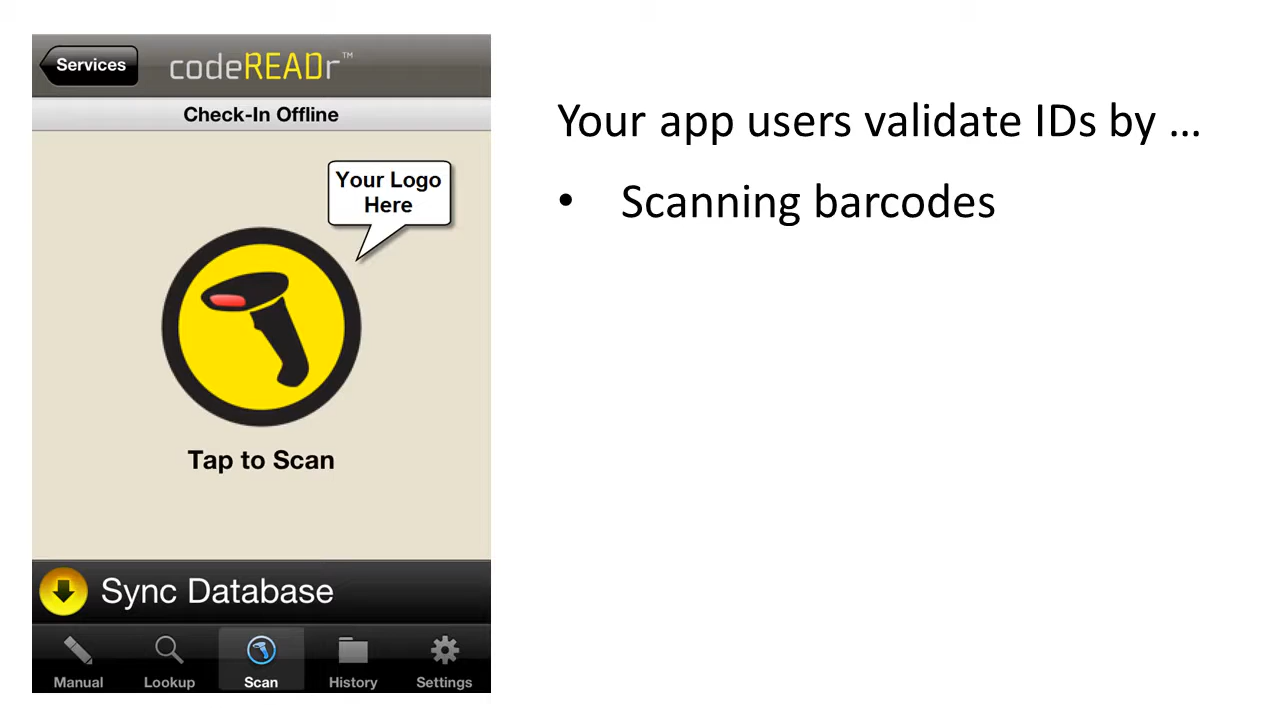 Services
codeREADr™
Check-In Offline
Your Logo
Here
Tap to Scan
Sync Database
Manual
Lookup
Scan
History
Settings
Your app users validate IDs by ...
• Scanning barcodes